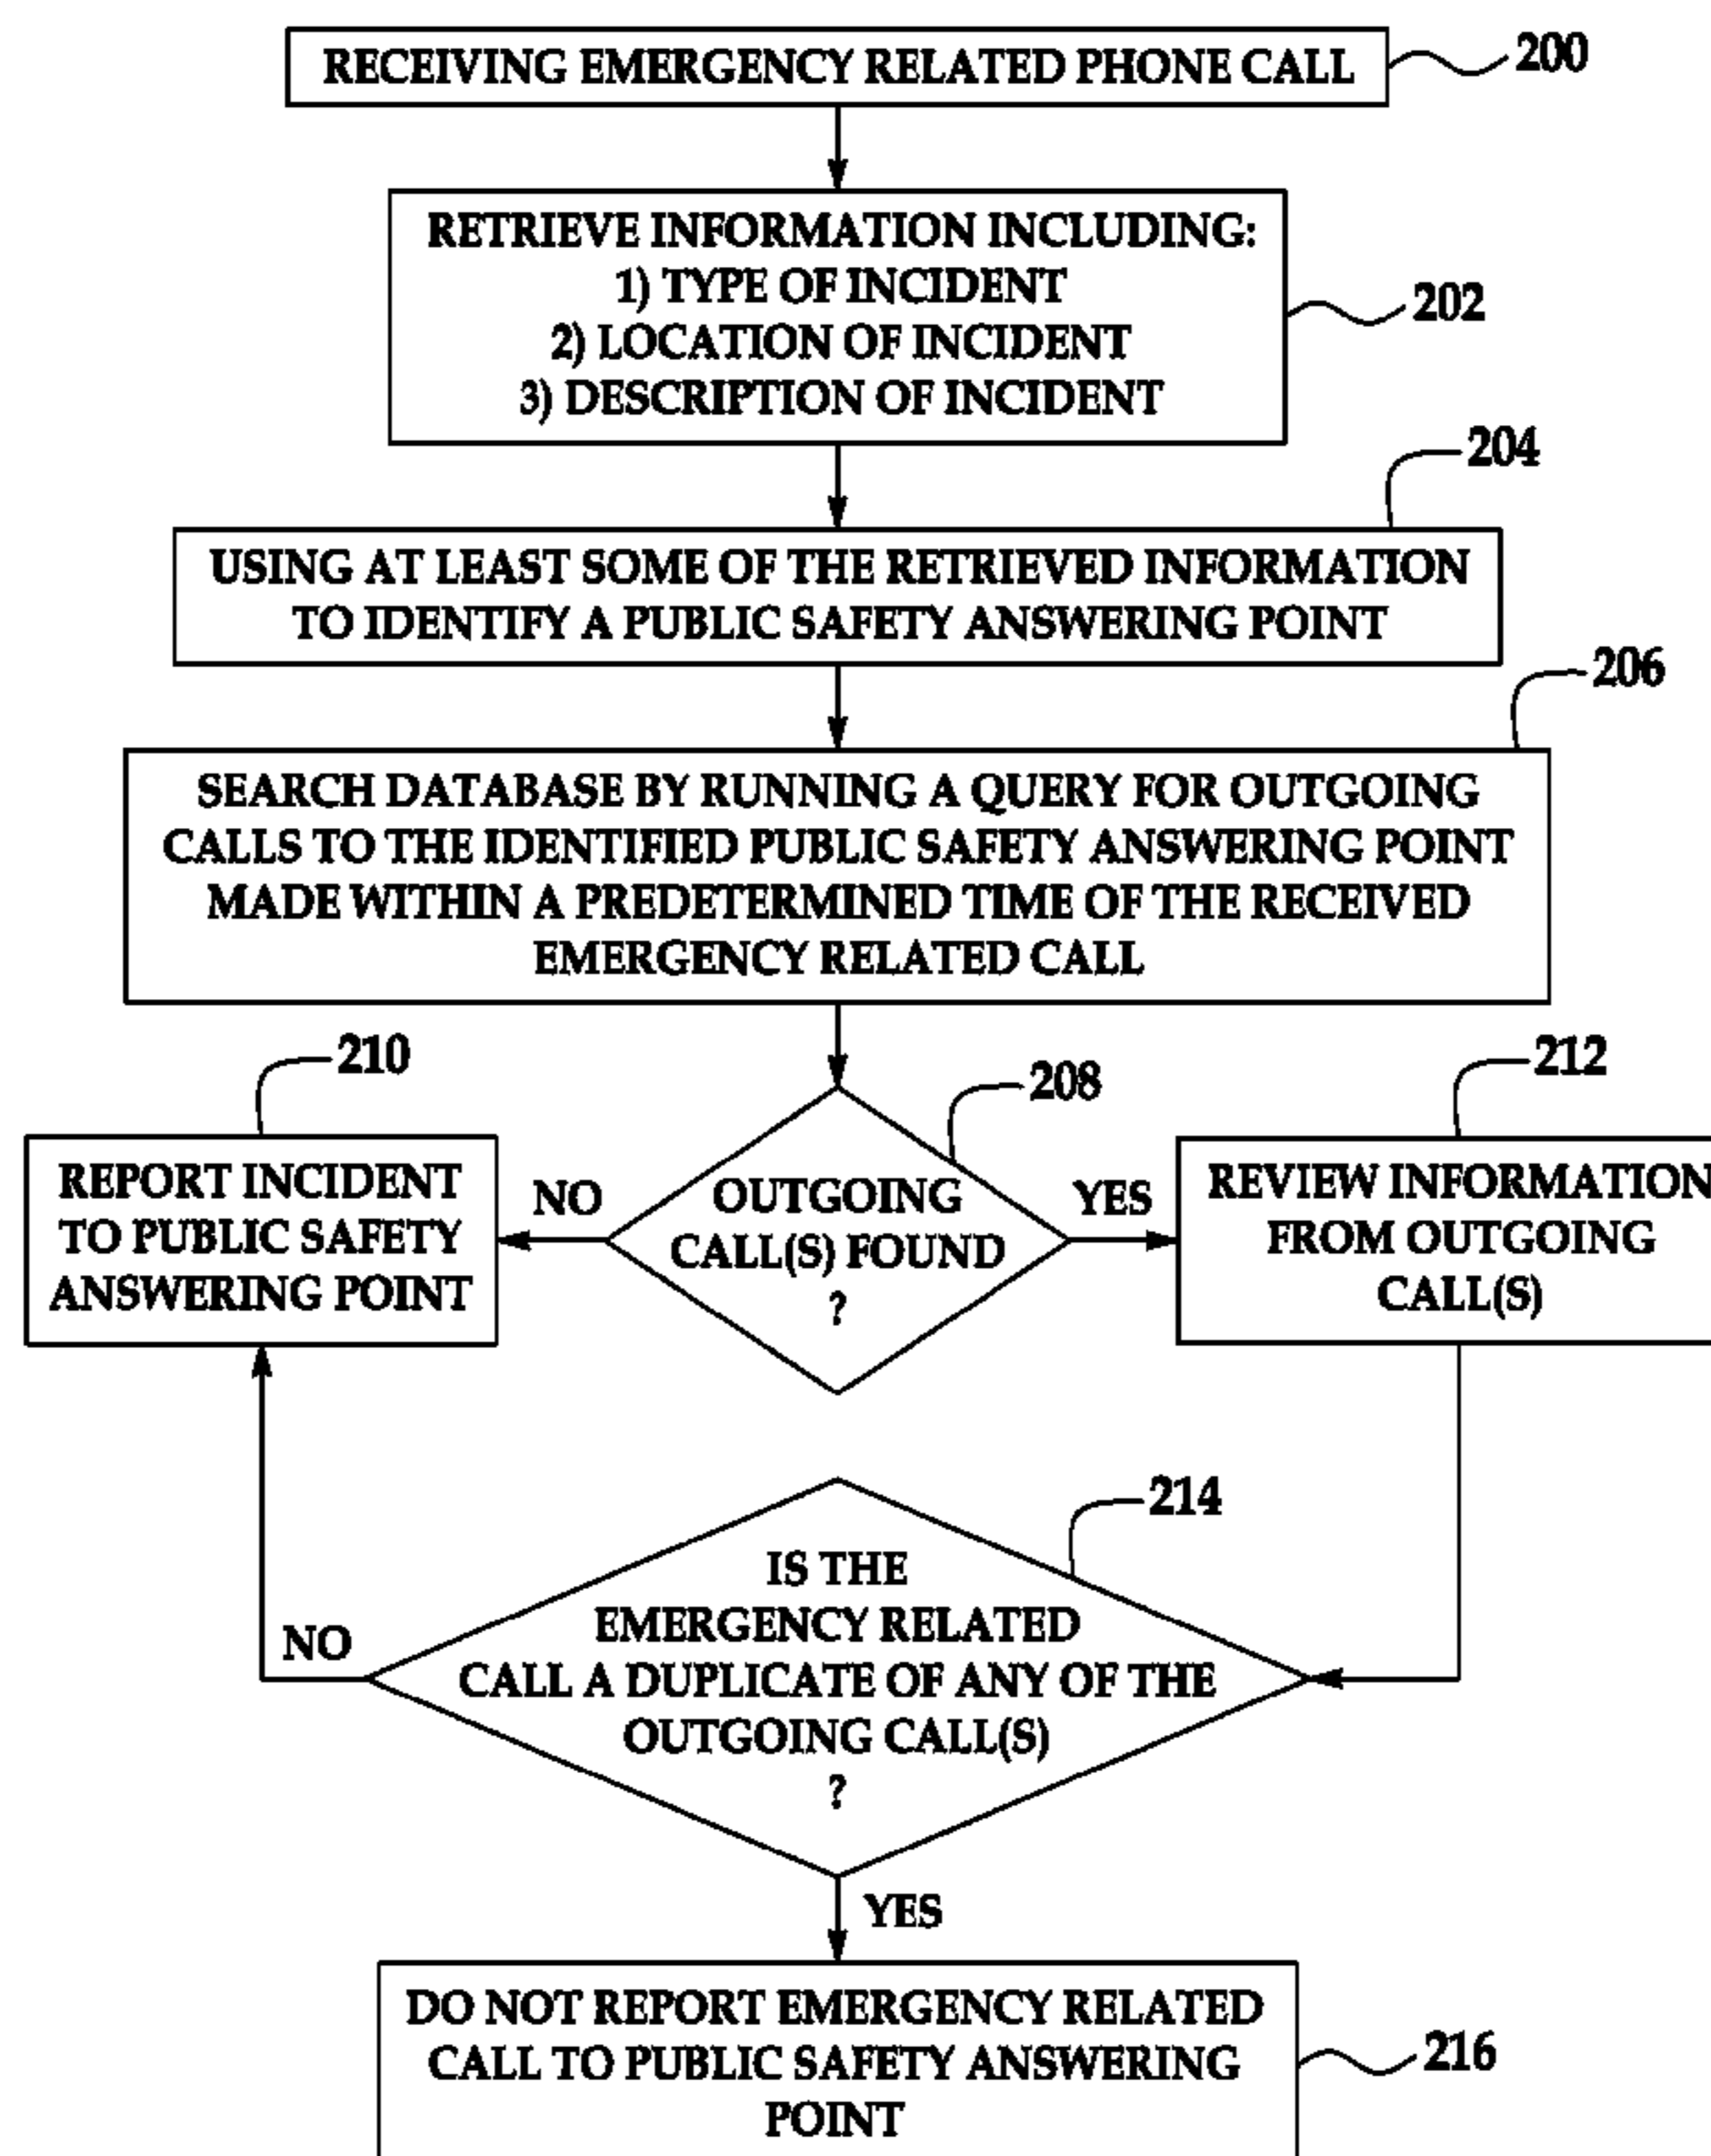 RECEIVING EMERGENCY RELATED PHONE CALL
200
RETRIEVE INFORMATION INCLUDING:
1) TYPE OF INCIDENT
2) LOCATION OF INCIDENT
3) DESCRIPTION OF INCIDENT
202
204
USING AT LEAST SOME OF THE RETRIEVED INFORMATION
TO IDENTIFY A PUBLIC SAFETY ANSWERING POINT
206
SEARCH DATABASE BY RUNNING A QUERY FOR OUTGOING
CALLS TO THE IDENTIFIED PUBLIC SAFETY ANSWERING POINT
MADE WITHIN A PREDETERMINED TIME OF THE RECEIVED
EMERGENCY RELATED CALL
210
REPORT INCIDENT
TO PUBLIC SAFETY
ANSWERING POINT
NO
208
OUTGOING
CALL(S) FOUND
?
YES
212
REVIEW INFORMATION
FROM OUTGOING
CALL(S)
214
IS THE
EMERGENCY RELATED
CALL A DUPLICATE OF ANY OF THE
OUTGOING CALL(S)
?
NO
YES
DO NOT REPORT EMERGENCY RELATED
CALL TO PUBLIC SAFETY ANSWERING
POINT
216